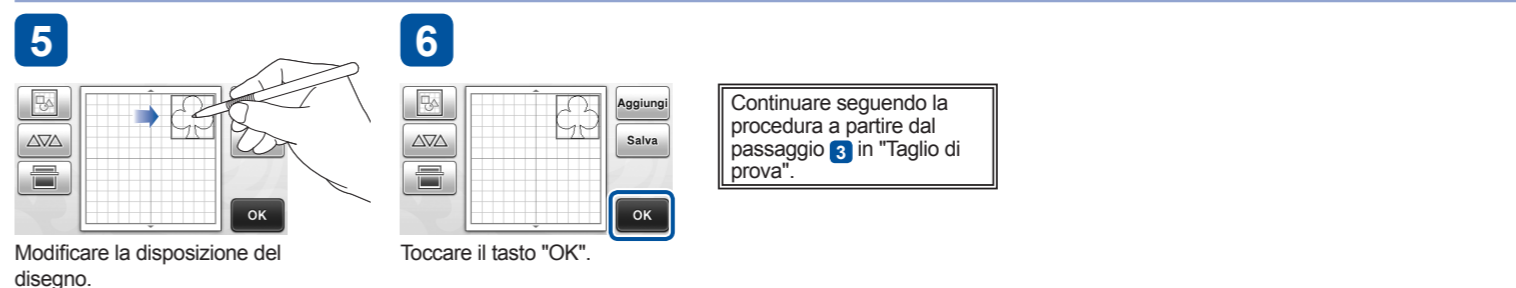 5
OK
Modificare la disposizione del
disegno.
6
Aggiungi
Salva
OK
Toccare il tasto "OK".
Continuare seguendo la
procedura a partire dal
passaggio 3 in "Taglio di
prova".